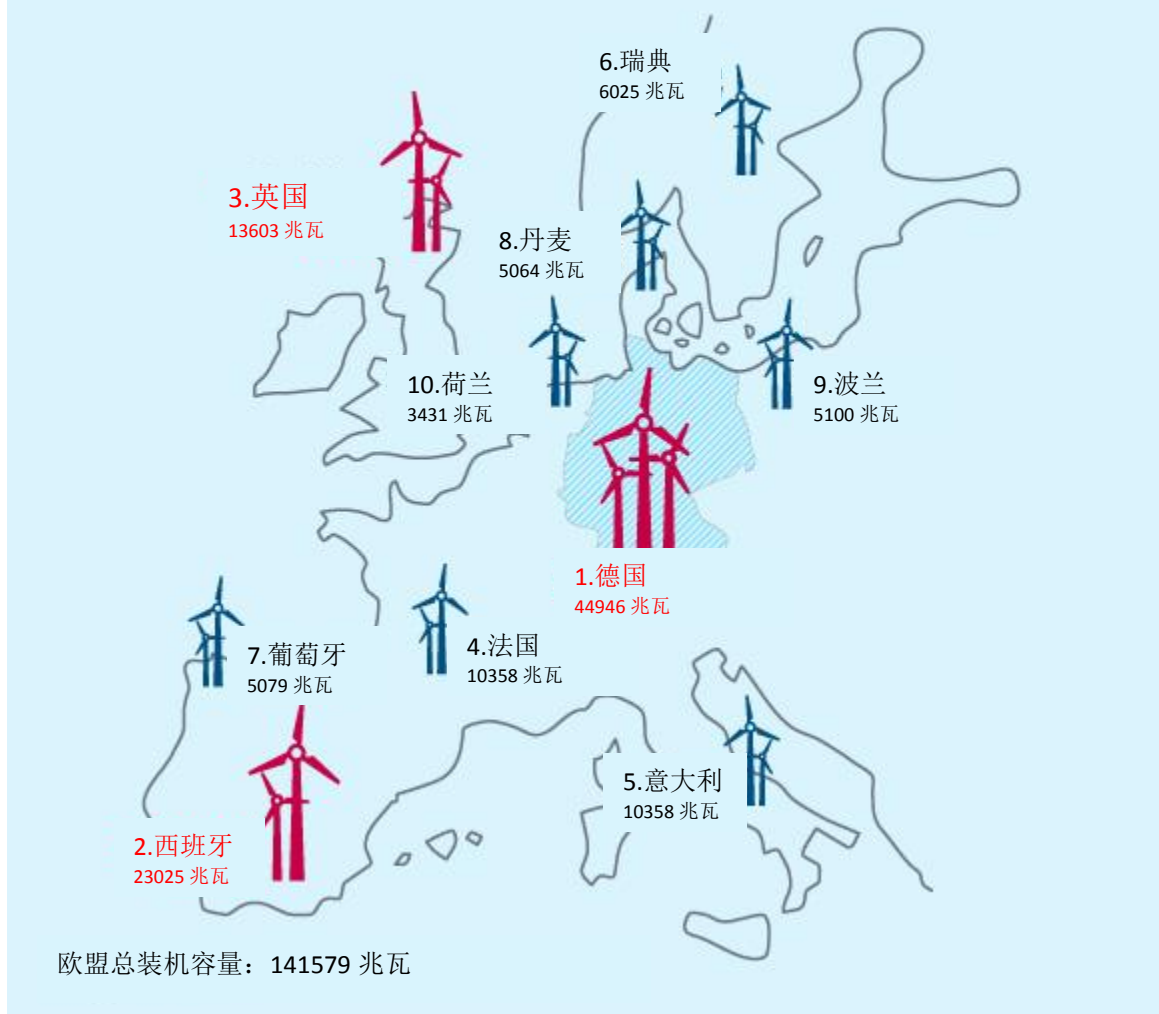 6.瑞典
6025 兆瓦
3.英国
13603 兆瓦
8.丹麦
5064 兆瓦
10.荷兰
3431 兆瓦
9.波兰
5100 兆瓦
1.德国
44946 兆瓦
7.葡萄牙
5079 兆瓦
4.法国
10358 兆瓦
5.意大利
10358 兆瓦
2.西班牙
23025 兆瓦
欧盟总装机容量：141579 兆瓦